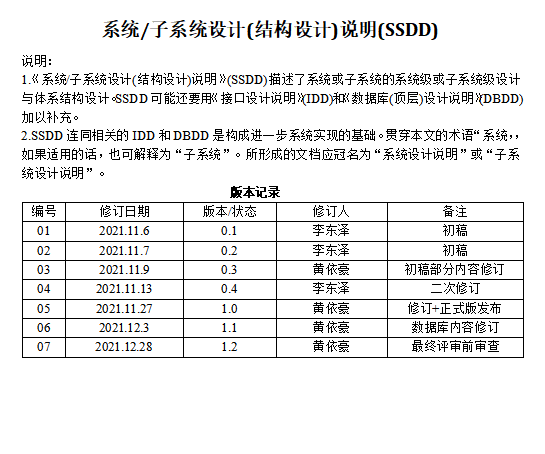 系统/子系统设计(结构设计)说明(SSDD)
说明：
1.《系统/子系统设计(结构设计)说明》(SSDD)描述了系统或子系统的系统级或子系统级设计
与体系结构设计。SSDD 可能还要用《接口设计说明》(IDD)和《数据库(顶层)设计说明》(DBDD)
加以补充。
2.SSDD 连同相关的 IDD 和 DBDD 是构成进一步系统实现的基础。贯穿本文的术语“系统，，
如果适用的话，也可解释为“子系统”。所形成的文档应冠名为“系统设计说明”或“子系
统设计说明”。
版本记录
编号 修订日期 版本/状态 修订人 备注
01 2021.11.6 0.1 李东泽 初稿
02 2021.11.7 0.2 李东泽 初稿
03 2021.11.9 0.3 黄依豪 初稿部分内容修订
04 2021.11.13 0.4 李东泽 二次修订
05 2021.11.27 1.0 黄依豪 修订+正式版发布
06 2021.12.3 1.1 黄依豪 数据库内容修订
07 2021.12.28 1.2 黄依豪 最终评审前审查